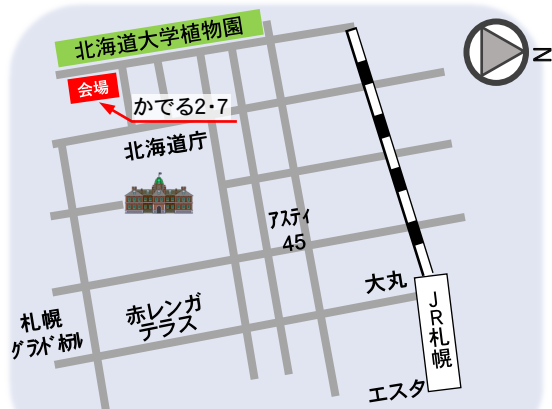 北海道大学植物園
N
会場
かでる2・7
北海道庁
ｱｽﾃｨ
45
大丸
JR札幌
赤レンガ
テラス
札幌
ｸﾞﾗﾝﾄﾞﾎﾃﾙ
エスタ